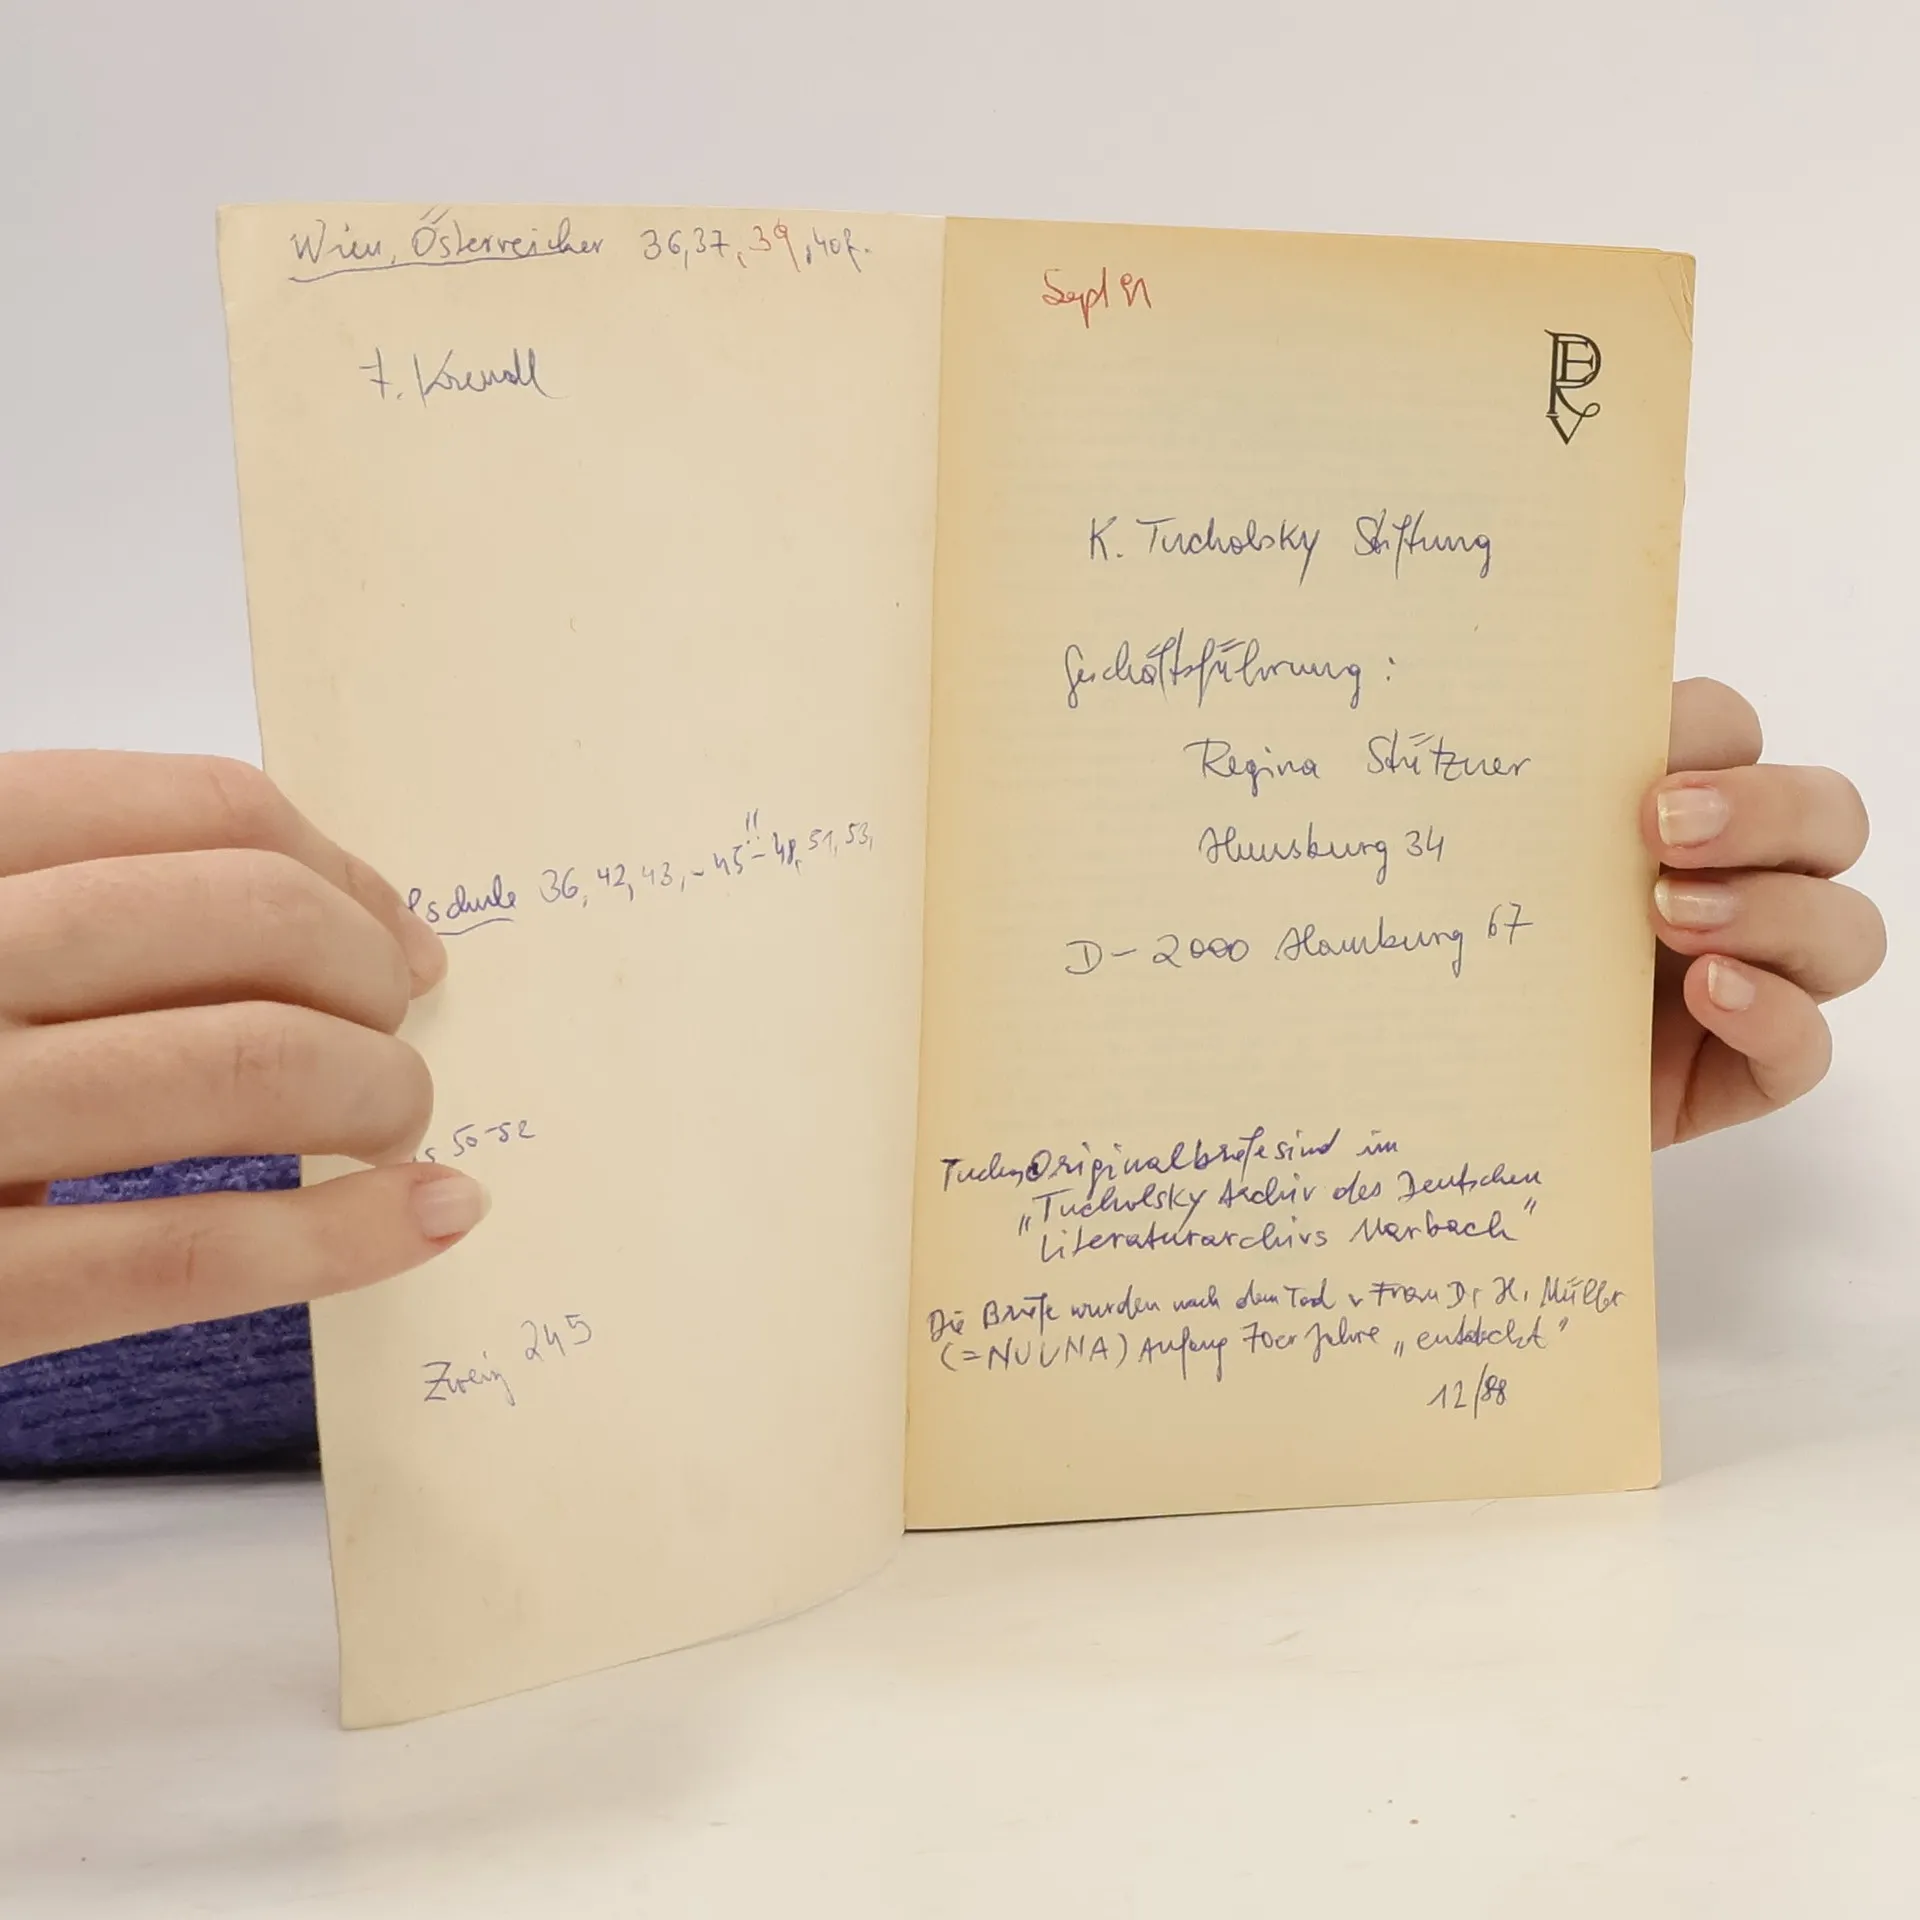 Wien, Österreicher 36, 37, 39, 40f.
F. Krendl
lschule 36, 42, 43, - 45 - 48, 51, 53,
!!
s 50-52
Zweig 245
Sept 91
K. Tucholsky Stiftung
Geschäftsführung:
Regina Stützner
34
D-2000 Hamburg 67
Originalbriefe sind im
"Tucholsky Archiv des Deutschen
Literaturarchivs Marbach"
Die Briefe wurden nach dem Tod v Frau Dr H. Müller
(=NUUNA) Anfang 70er Jahre "entdeckt"
12/88